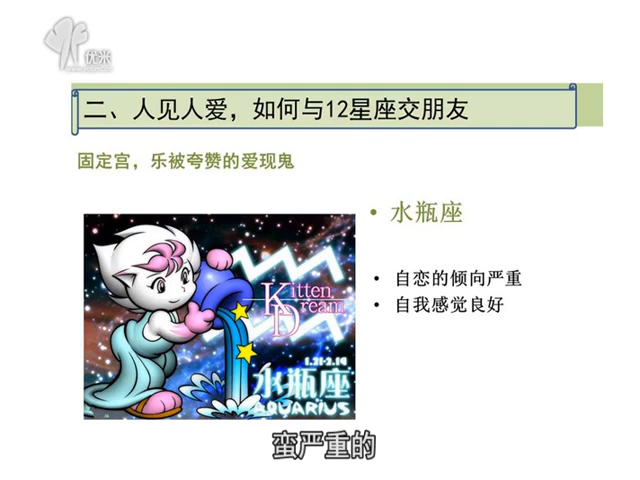 优米
二、人见人爱，如何与12星座交朋友
固定宫，乐被夸赞的爱现鬼
• 水瓶座
• 自恋的倾向严重
• 自我感觉良好
Kitten
Dream
1.21-2.19
水瓶座
AQUARIUS
蛮严重的